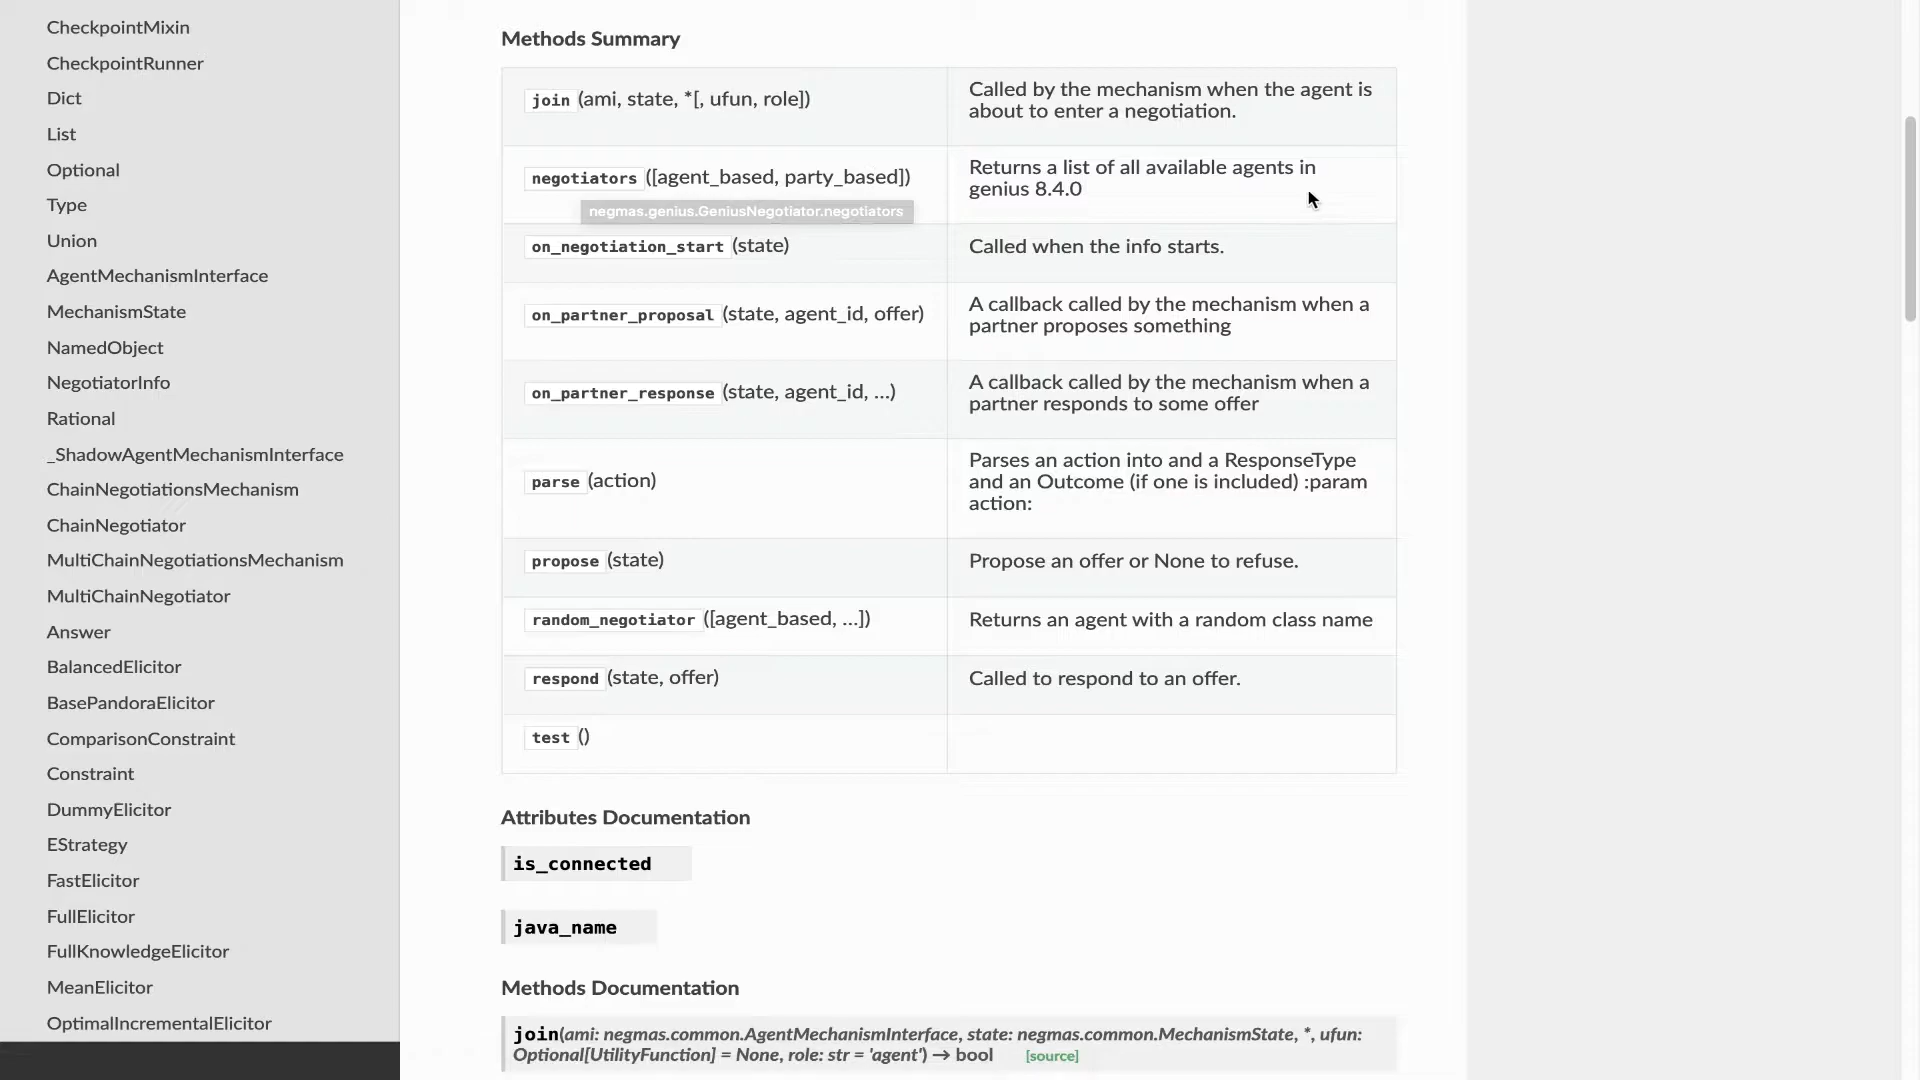 CheckpointMixin
CheckpointRunner
Dict
List
Optional
Type
Union
AgentMechanismInterface
MechanismState
NamedObject
NegotiatorInfo
Rational
_ShadowAgentMechanismInterface
ChainNegotiationsMechanism
ChainNegotiator
MultiChainNegotiationsMechanism
MultiChainNegotiator
Answer
BalancedElicitor
BasePandoraElicitor
ComparisonConstraint
Constraint
DummyElicitor
EStrategy
FastElicitor
FullElicitor
FullKnowledgeElicitor
MeanElicitor
OptimalIncrementalElicitor
Methods Summary
join (ami, state, *[, ufun, role])
Called by the mechanism when the agent is
about to enter a negotiation.
negotiators ([agent_based, party_based])
negmas.genius.GeniusNegotiator.negotiators
Returns a list of all available agents in
genius 8.4.0
on_negotiation_start (state)
Called when the info starts.
on_partner_proposal (state, agent_id, offer)
A callback called by the mechanism when a
partner proposes something
on_partner_response (state, agent_id, ...)
A callback called by the mechanism when a
partner responds to some offer
parse (action)
Parses an action into and a ResponseType
and an Outcome (if one is included) :param
action:
propose (state)
Propose an offer or None to refuse.
random_negotiator ([agent_based, ...])
Returns an agent with a random class name
respond (state, offer)
Called to respond to an offer.
test ()
Attributes Documentation
is_connected
java_name
Methods Documentation
join(ami: negmas.common.AgentMechanismInterface, state: negmas.common.MechanismState, *, ufun:
Optional[UtilityFunction] = None, role: str = 'agent') → bool [source]